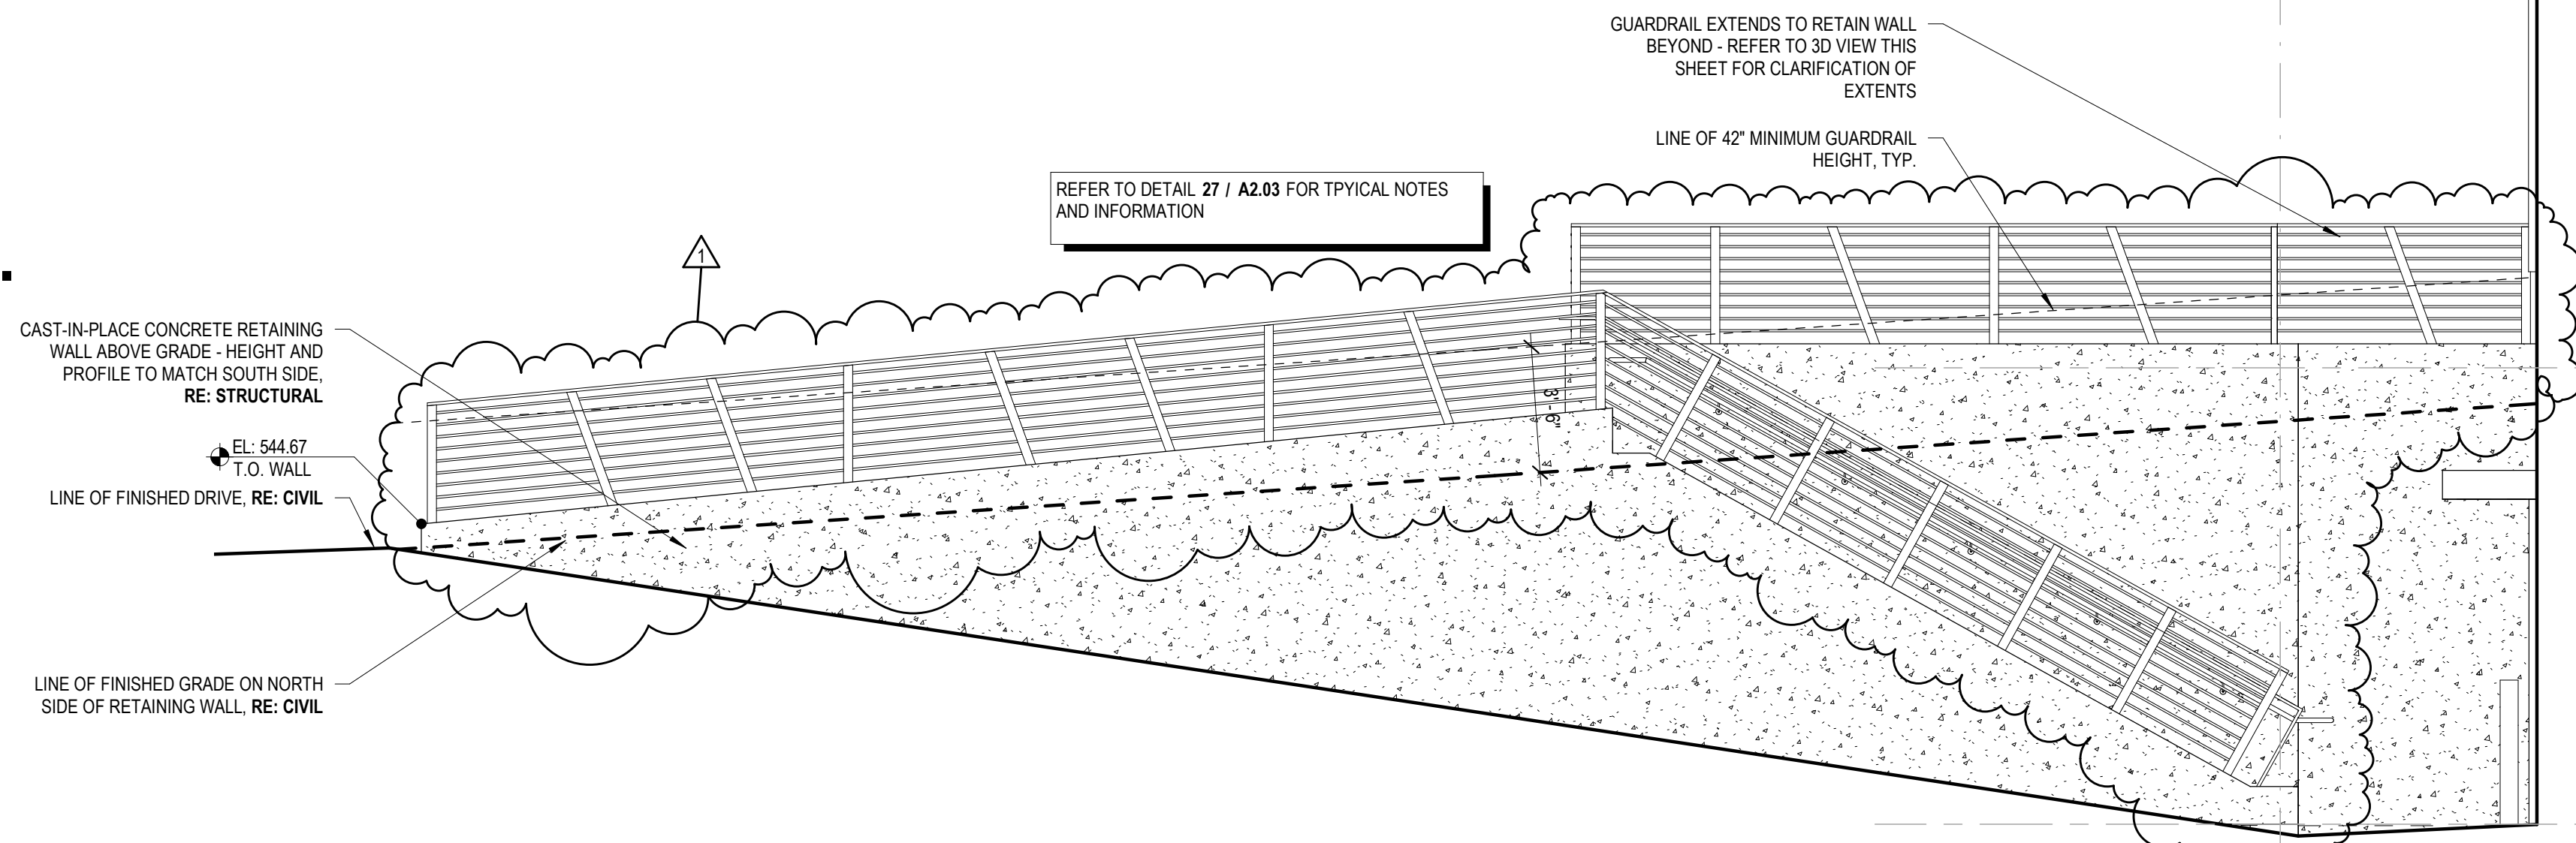 GUARDRAIL EXTENDS TO RETAIN WALL
BEYOND - REFER TO 3D VIEW THIS
SHEET FOR CLARIFICATION OF
EXTENTS
LINE OF 42" MINIMUM GUARDRAIL
HEIGHT, TYP.
REFER TO DETAIL 27 / A2.03 FOR TPYICAL NOTES
AND INFORMATION
1
CAST-IN-PLACE CONCRETE RETAINING
WALL ABOVE GRADE - HEIGHT AND
PROFILE TO MATCH SOUTH SIDE,
RE: STRUCTURAL
3' - 6"
EL: 544.67
T.O. WALL
LINE OF FINISHED DRIVE, RE: CIVIL
LINE OF FINISHED GRADE ON NORTH
SIDE OF RETAINING WALL, RE: CIVIL